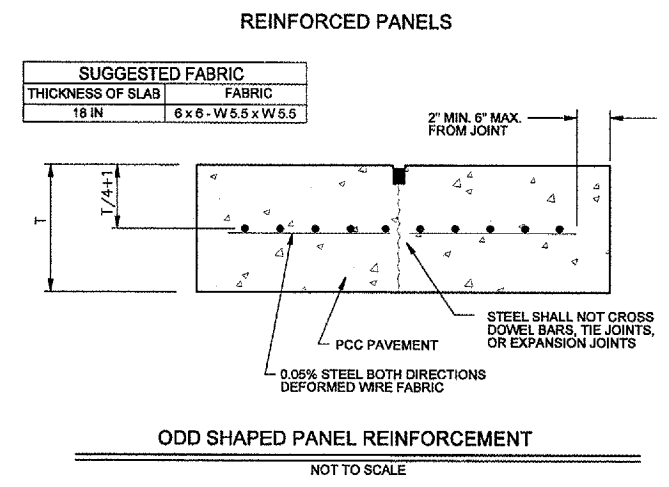 REINFORCED PANELS
SUGGESTED FABRIC
THICKNESS OF SLAB FABRIC
18 IN 6 x 6 - W 5.5 x W 5.5
2" MIN. 6" MAX.
FROM JOINT
T/4+1
T
STEEL SHALL NOT CROSS
DOWEL BARS, TIE JOINTS,
OR EXPANSION JOINTS
PCC PAVEMENT
0.05% STEEL BOTH DIRECTIONS
DEFORMED WIRE FABRIC
ODD SHAPED PANEL REINFORCEMENT
NOT TO SCALE